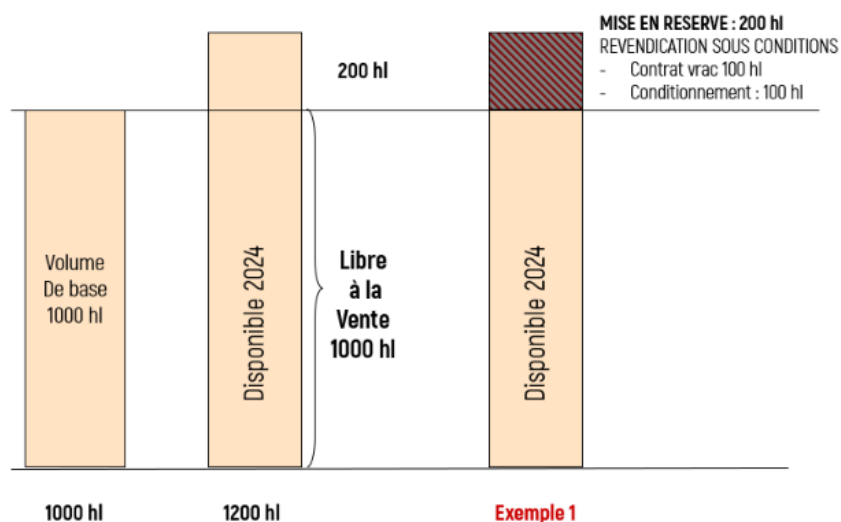 MISE EN RESERVE : 200 hl
REVENDICATION SOUS CONDITIONS
- Contrat vrac 100 hl
- Conditionnement : 100 hl
200 hl
Volume
De base
1000 hl
Disponible 2024
Libre
à la
Vente
1000 hl
Disponible 2024
1000 hl
1200 hl
Exemple 1